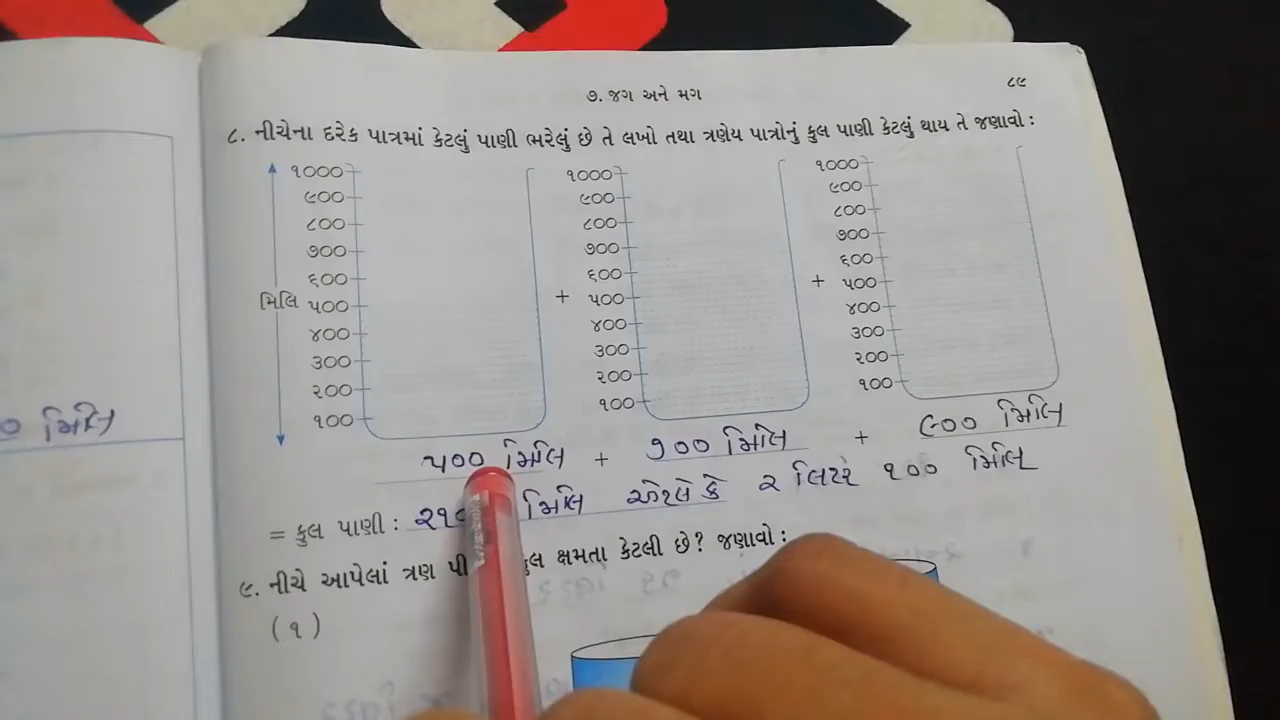 ૭. જગ અને મગ
૮૯
૮. નીચેના દરેક પાત્રમાં કેટલું પાણી ભરેલું છે તે લખો તથા ત્રણેય પાત્રોનું કુલ પાણી કેટલું થાય તે જણાવો :
૧૦૦૦ ૧૦૦૦ ૧૦૦૦
૯૦૦ ૯૦૦ ૯૦૦
૮૦૦ ૮૦૦ ૮૦૦
૭૦૦ ૭૦૦ ૭૦૦
૬૦૦ ૬૦૦ ૬૦૦
મિલિ ૫૦૦ + ૫૦૦ + ૫૦૦
૪૦૦ ૪૦૦ ૪૦૦
૩૦૦ ૩૦૦ ૩૦૦
૨૦૦ ૨૦૦ ૨૦૦
૧૦૦ ૧૦૦ ૧૦૦
૫૦૦ મિલિ + ૭૦૦ મિલિ + ૯૦૦ મિલિ
= કુલ પાણી : મિલિ એટલે કે ૨ લિટર ૧૦૦ મિલિ
૯. નીચે આપેલાં ત્રણ ક્ષમતા કેટલી છે? જણાવો :
(૧)
મિલિ